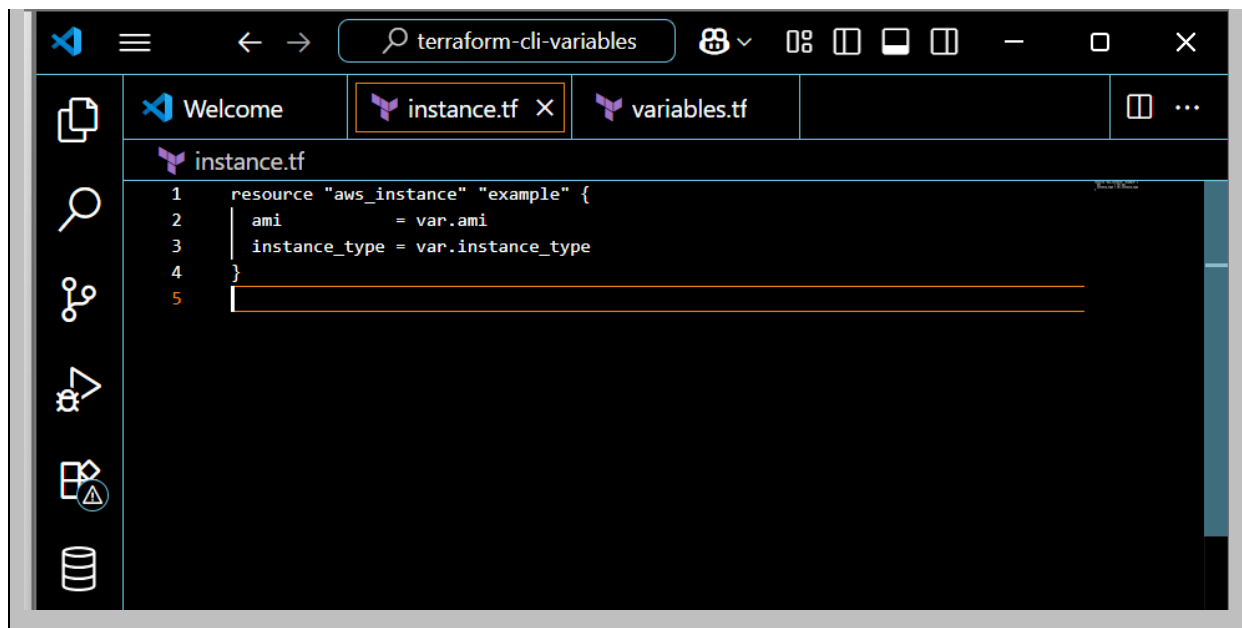 terraform-cli-variables
Welcome
instance.tf
variables.tf
instance.tf
1 resource "aws_instance" "example" {
2   ami           = var.ami
3   instance_type = var.instance_type
4 }
5